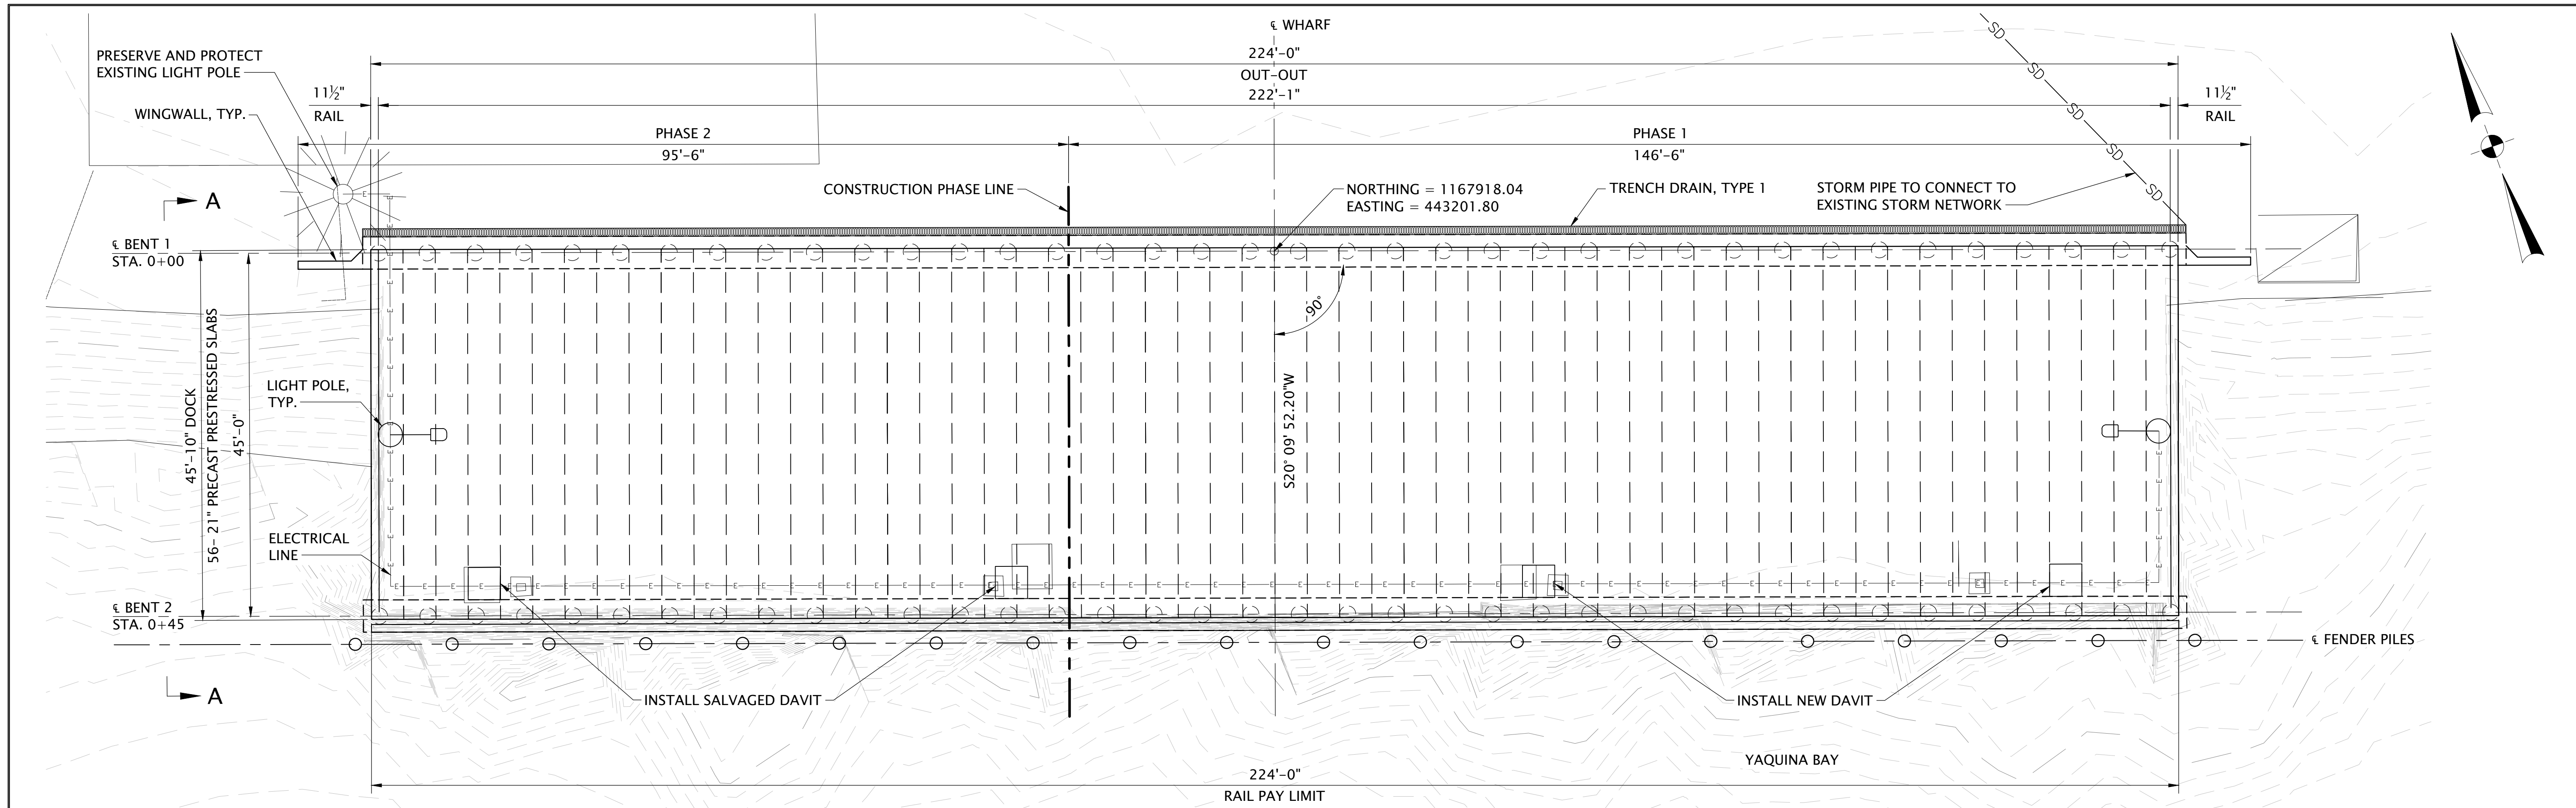 ℄ WHARF
224'-0"
OUT-OUT
222'-1"
PRESERVE AND PROTECT
EXISTING LIGHT POLE
11½"
RAIL
WINGWALL, TYP.
11½"
RAIL
PHASE 2
95'-6"
PHASE 1
146'-6"
SD
SD
SD
SD
SD
CONSTRUCTION PHASE LINE
NORTHING = 1167918.04
EASTING = 443201.80
TRENCH DRAIN, TYPE 1
STORM PIPE TO CONNECT TO
EXISTING STORM NETWORK
A
℄ BENT 1
STA. 0+00
90°
45'-10" DOCK
56- 21" PRECAST PRESTRESSED SLABS
45'-0"
LIGHT POLE,
TYP.
S20° 09' 52.20"W
ELECTRICAL
LINE
℄ BENT 2
STA. 0+45
℄ FENDER PILES
A
INSTALL SALVAGED DAVIT
INSTALL NEW DAVIT
YAQUINA BAY
224'-0"
RAIL PAY LIMIT